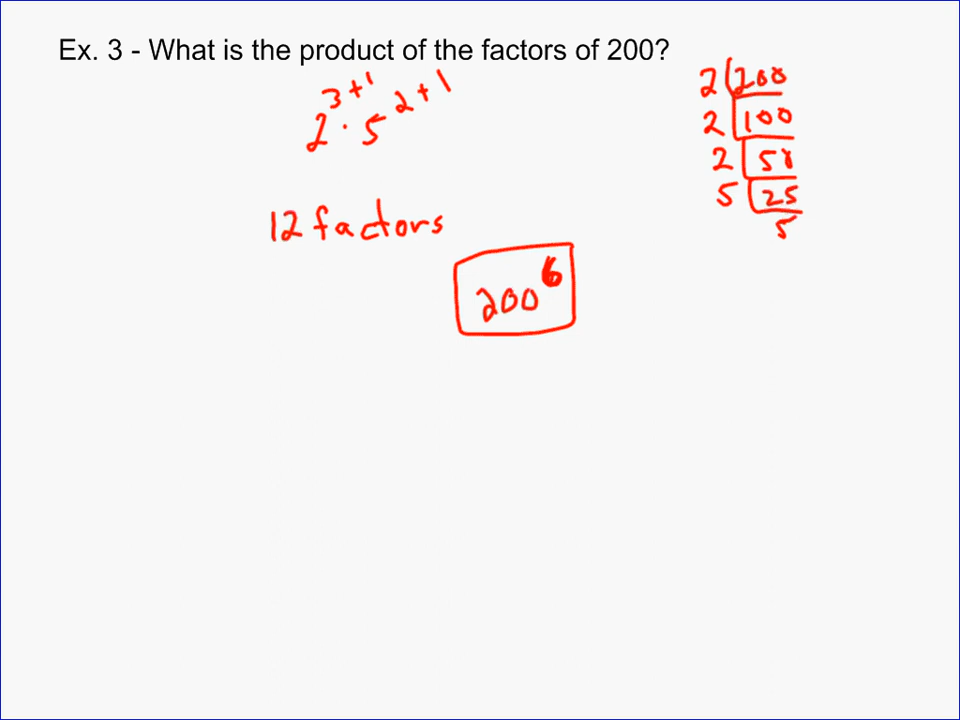 Ex. 3 - What is the product of the factors of 200?
2^{3+1} · 5^{2+1}
12 factors
200^6
2 200
2 100
2 50
5 25
5